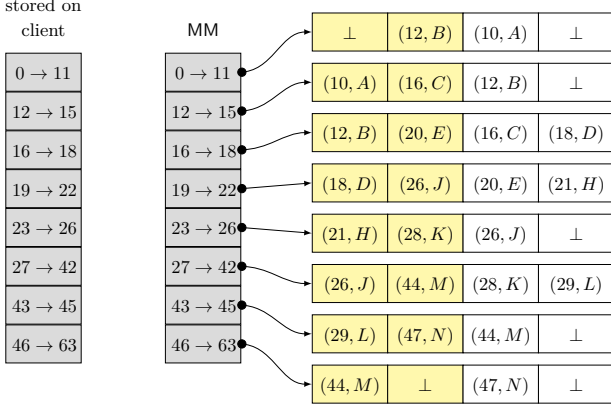 stored on
client
MM
0 → 11
12 → 15
16 → 18
19 → 22
23 → 26
27 → 42
43 → 45
46 → 63
0 → 11
12 → 15
16 → 18
19 → 22
23 → 26
27 → 42
43 → 45
46 → 63
⊥ (12, B) (10, A) ⊥
(10, A) (16, C) (12, B) ⊥
(12, B) (20, E) (16, C) (18, D)
(18, D) (26, J) (20, E) (21, H)
(21, H) (28, K) (26, J) ⊥
(26, J) (44, M) (28, K) (29, L)
(29, L) (47, N) (44, M) ⊥
(44, M) ⊥ (47, N) ⊥